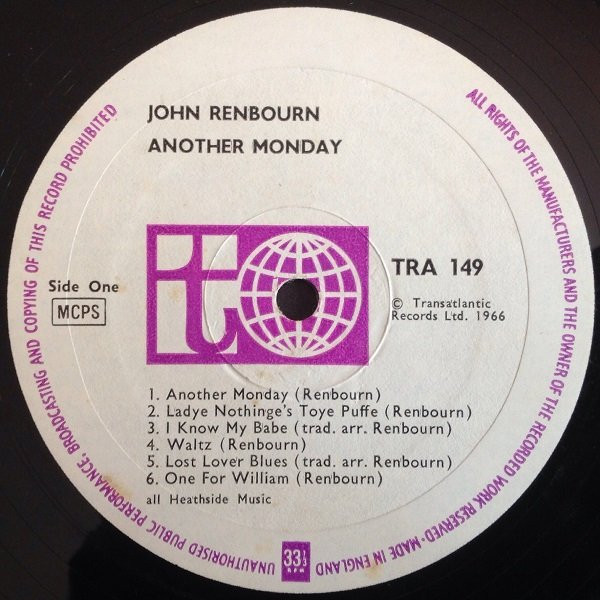 JOHN RENBOURN
ANOTHER MONDAY
to
TRA 149
Side One
MCPS
© Transatlantic
Records Ltd. 1966
1. Another Monday (Renbourn)
2. Ladye Nothinge's Toye Puffe (Renbourn)
3. I Know My Babe (trad. arr. Renbourn)
4. Waltz (Renbourn)
5. Lost Lover Blues (trad. arr. Renbourn)
6. One For William (Renbourn)
all Heathside Music
ALL RIGHTS OF THE MANUFACTURERS AND THE OWNER OF THE RECORDED WORK RESERVED · MADE IN ENGLAND
33⅓
RPM
UNAUTHORISED PUBLIC PERFORMANCE, BROADCASTING AND COPYING OF THIS RECORD PROHIBITED